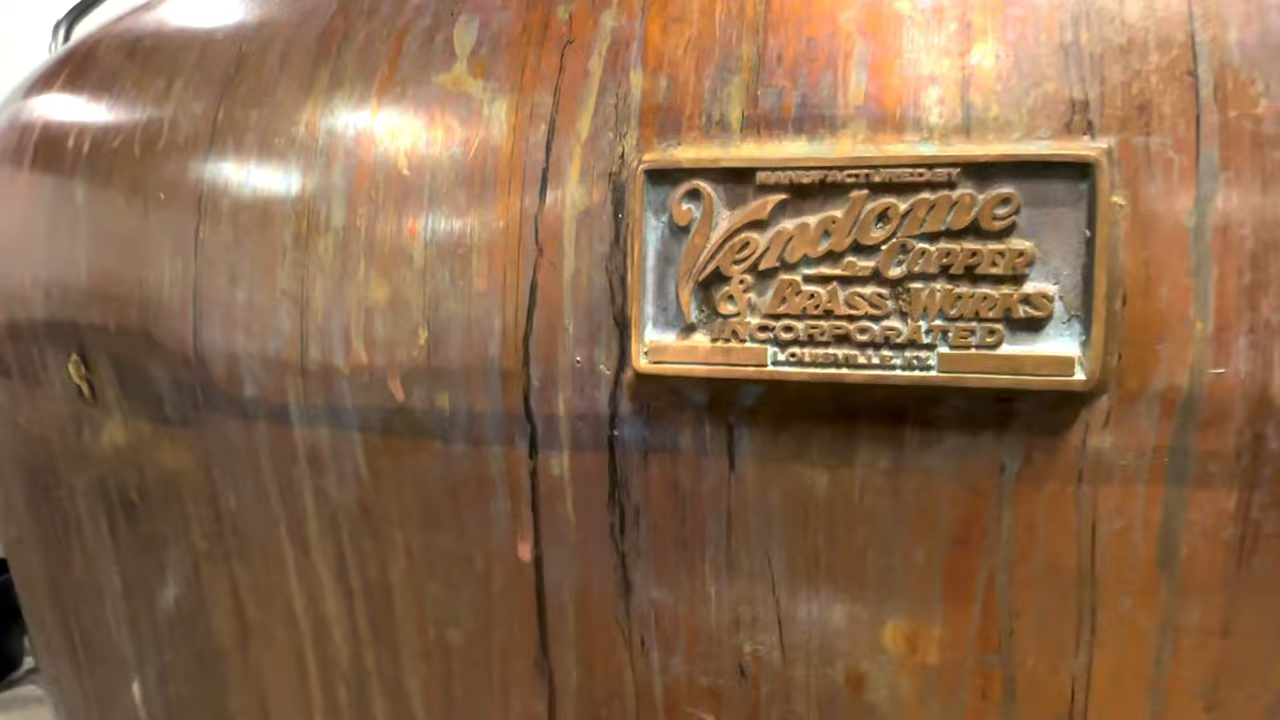 MANUFACTURED BY
Vendome
COPPER
& BRASS WORKS
INCORPORATED
LOUISVILLE, KY.